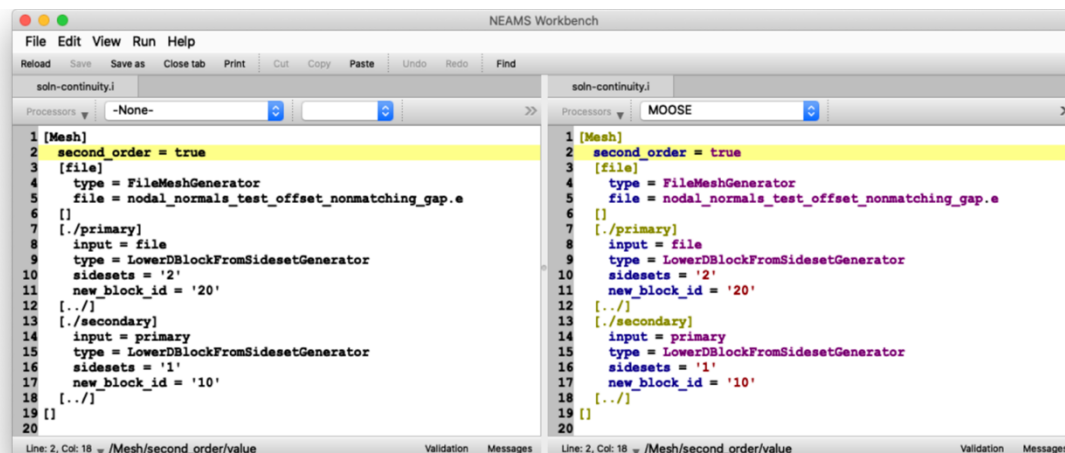 NEAMS Workbench
File Edit View Run Help
Reload Save Save as Close tab Print Cut Copy Paste Undo Redo Find
soln-continuity.i
Processors -None-
1 [Mesh]
2 second_order = true
3 [file]
4 type = FileMeshGenerator
5 file = nodal_normals_test_offset_nonmatching_gap.e
6 []
7 [./primary]
8 input = file
9 type = LowerDBlockFromSidesetGenerator
10 sidesets = '2'
11 new_block_id = '20'
12 [../]
13 [./secondary]
14 input = primary
15 type = LowerDBlockFromSidesetGenerator
16 sidesets = '1'
17 new_block_id = '10'
18 [../]
19 []
20
Line: 2, Col: 18 /Mesh/second_order/value Validation Messages
soln-continuity.i
Processors MOOSE
1 [Mesh]
2 second_order = true
3 [file]
4 type = FileMeshGenerator
5 file = nodal_normals_test_offset_nonmatching_gap.e
6 []
7 [./primary]
8 input = file
9 type = LowerDBlockFromSidesetGenerator
10 sidesets = '2'
11 new_block_id = '20'
12 [../]
13 [./secondary]
14 input = primary
15 type = LowerDBlockFromSidesetGenerator
16 sidesets = '1'
17 new_block_id = '10'
18 [../]
19 []
20
Line: 2, Col: 18 /Mesh/second_order/value Validation Messages